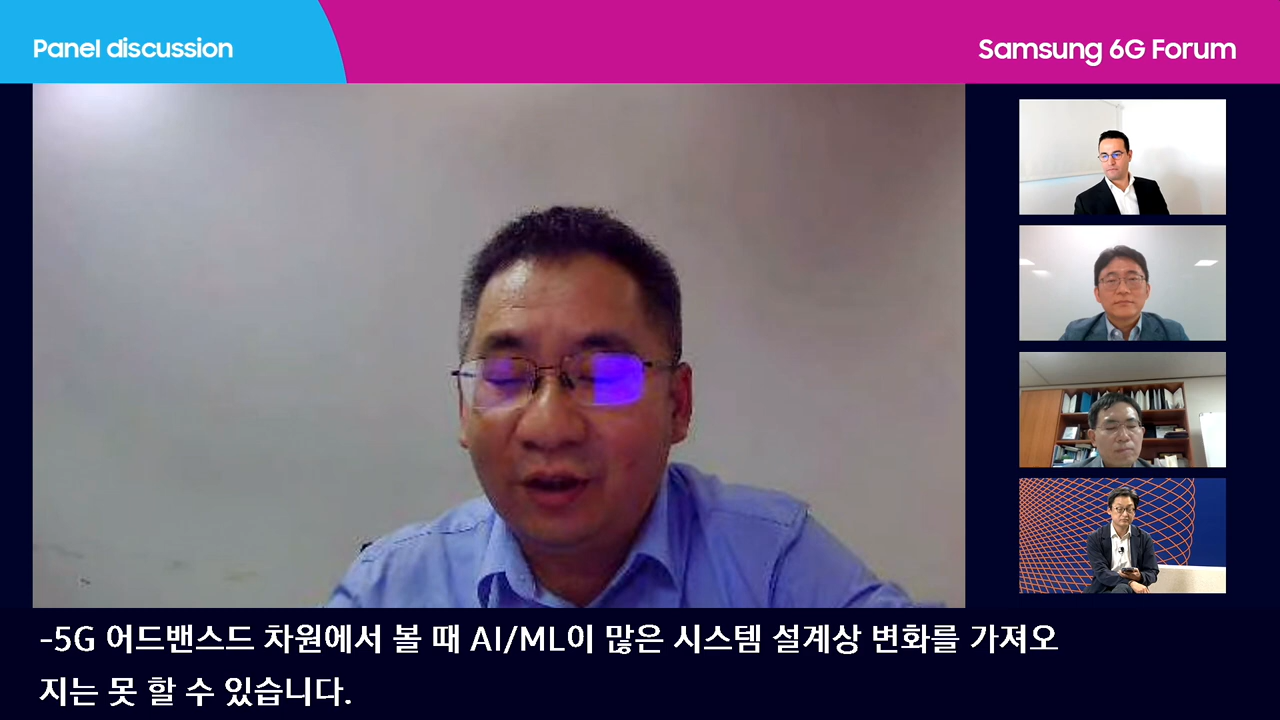 Panel discussion
Samsung 6G Forum
-5G 어드밴스드 차원에서 볼 때 AI/ML이 많은 시스템 설계상 변화를 가져오
지는 못 할 수 있습니다.